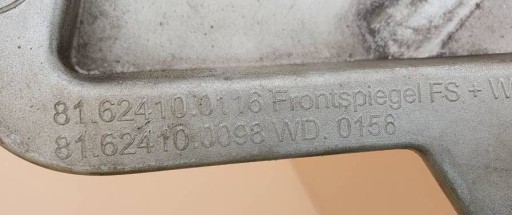 81.62410.0116 Frontspiegel FS + W
81.62410.0098 WD. 0156